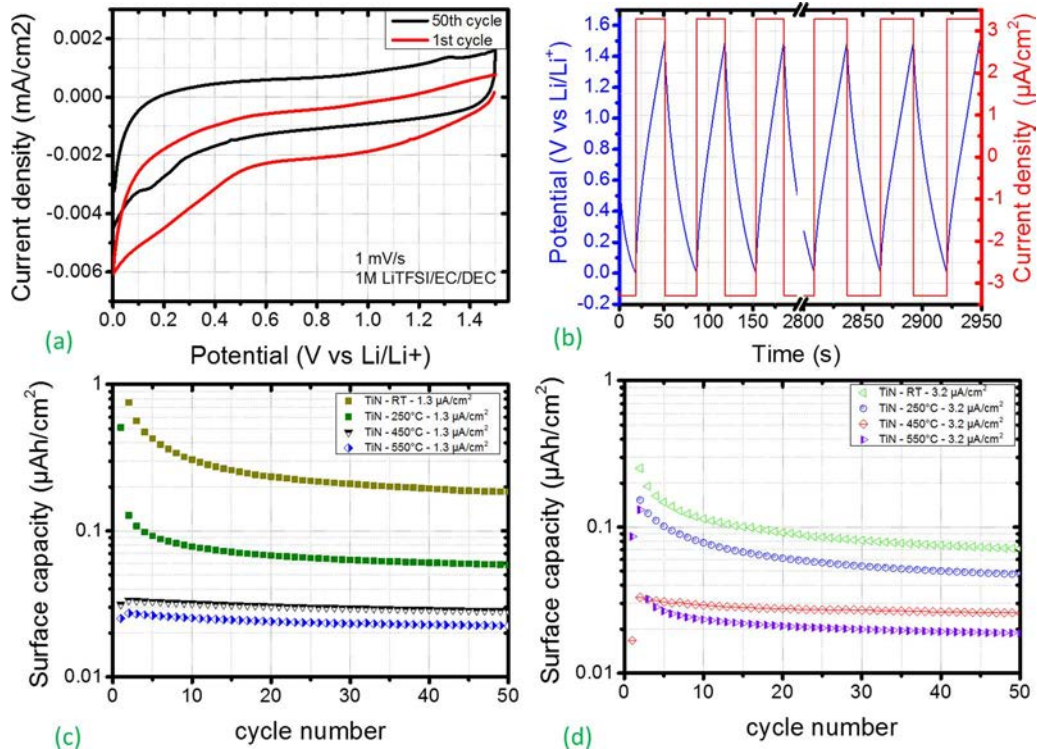 50th cycle
1st cycle
0.002
0.000
-0.002
-0.004
-0.006
Current density (mA/cm2)
1 mV/s
1M LiTFSI/EC/DEC
0.0 0.2 0.4 0.6 0.8 1.0 1.2 1.4
(a)
Potential (V vs Li/Li+)
1.6
1.4
1.2
1.0
0.8
0.6
0.4
0.2
0.0
-0.2
Potential (V vs Li/Li⁺)
3
2
1
0
-1
-2
-3
Current density (µA/cm²)
0 50 100 150 2800 2850 2900 2950
(b)
Time (s)
1
0.1
0.01
Surface capacity (µAh/cm²)
TiN - RT - 1.3 µA/cm²
TiN - 250°C - 1.3 µA/cm²
TiN - 450°C - 1.3 µA/cm²
TiN - 550°C - 1.3 µA/cm²
0 10 20 30 40 50
(c)
cycle number
1
0.1
0.01
Surface capacity (µAh/cm²)
TiN - RT - 3.2 µA/cm²
TiN - 250°C - 3.2 µA/cm²
TiN - 450°C - 3.2 µA/cm²
TiN - 550°C - 3.2 µA/cm²
0 10 20 30 40 50
(d)
cycle number